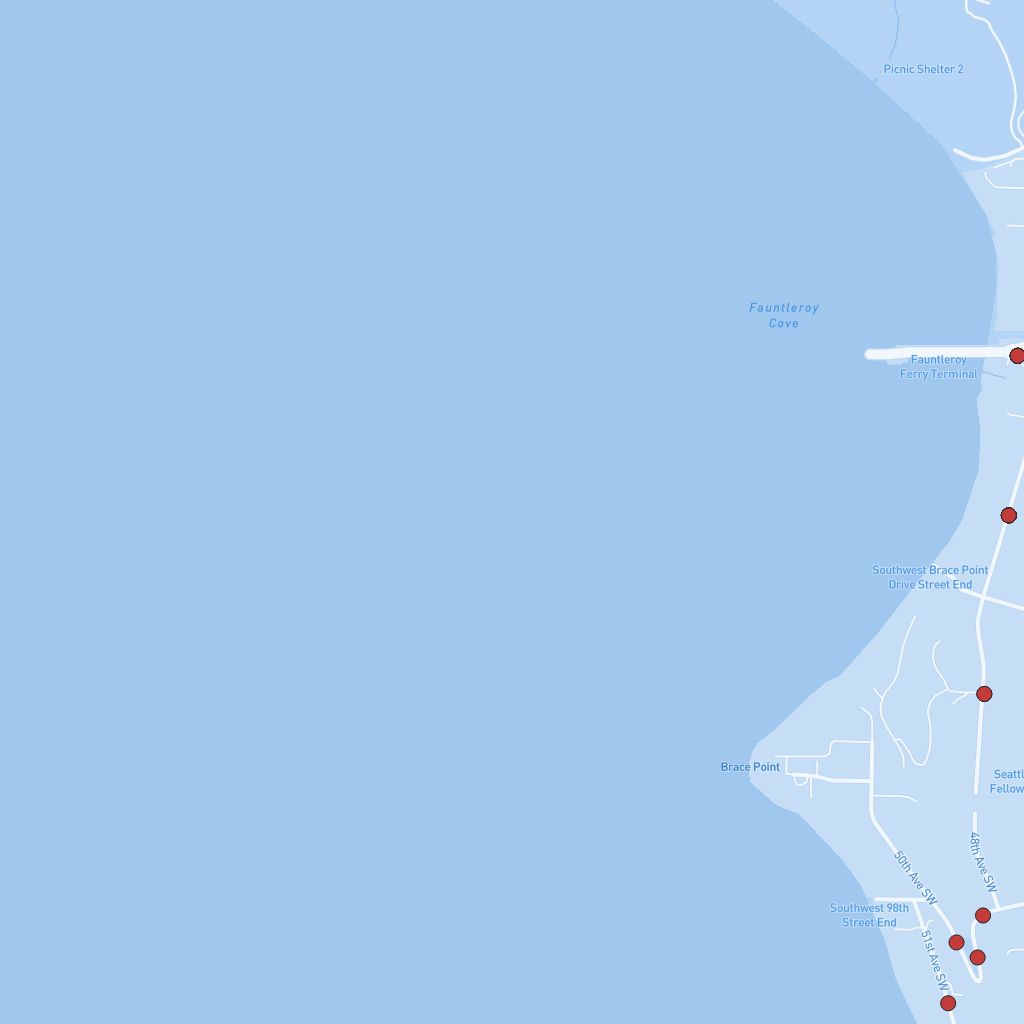 Picnic Shelter 2
Fauntleroy
Cove
Fauntleroy
Ferry Terminal
Southwest Brace Point
Drive Street End
Brace Point
Seattl
Fellow
48th Ave SW
50th Ave SW
Southwest 98th
Street End
51st Ave SW